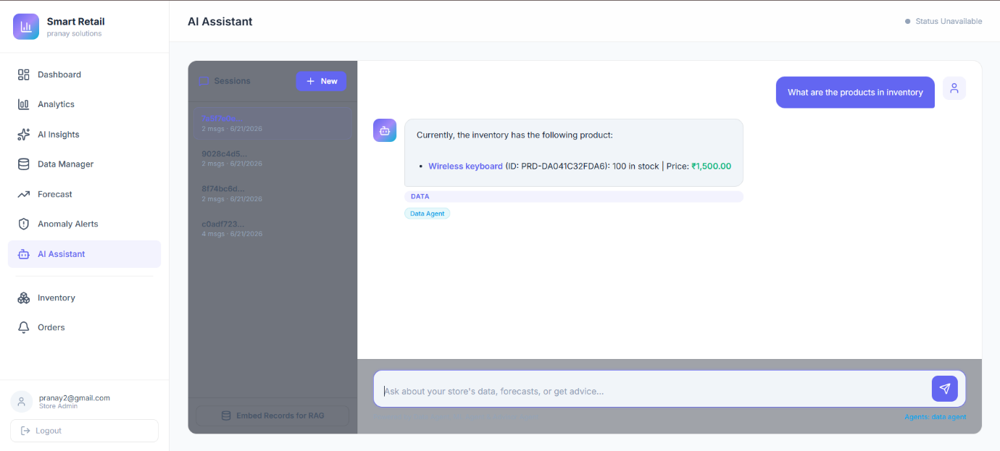 Smart Retail
pranay solutions
Dashboard
Analytics
AI Insights
Data Manager
Forecast
Anomaly Alerts
AI Assistant
Inventory
Orders
pranay2@gmail.com
Store Admin
Logout
AI Assistant
Status Unavailable
Sessions
New
2 msgs · 6/21/2026
9028c4d5...
2 msgs · 6/21/2026
8f74bc6d...
2 msgs · 6/21/2026
c0adf723...
4 msgs · 6/21/2026
Embed Records for RAG
What are the products in inventory
Currently, the inventory has the following product:
• Wireless keyboard (ID: PRD-DA041C32FDA6): 100 in stock | Price: ₹1,500.00
DATA
Data Agent
Ask about your store's data, forecasts, or get advice...
Agents: data agent